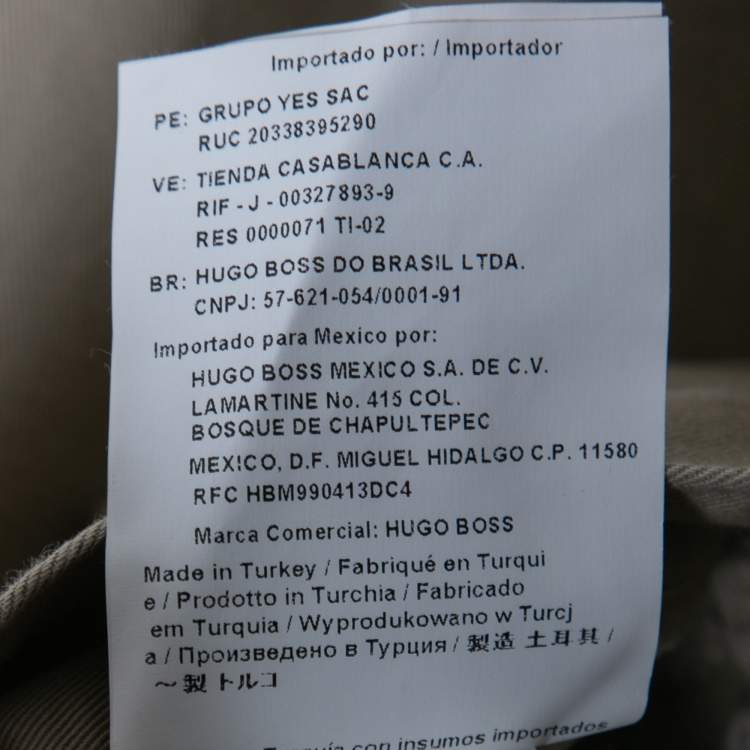 Importado por: / Importador
PE: GRUPO YES SAC
RUC 20338395290
VE: TIENDA CASABLANCA C.A.
RIF - J - 00327893-9
RES 0000071 TI-02
BR: HUGO BOSS DO BRASIL LTDA.
CNPJ: 57-621-054/0001-91
Importado para Mexico por:
HUGO BOSS MEXICO S.A. DE C.V.
LAMARTINE No. 415 COL.
BOSQUE DE CHAPULTEPEC
MEXICO, D.F. MIGUEL HIDALGO C.P. 11580
RFC HBM990413DC4
Marca Comercial: HUGO BOSS
Made in Turkey / Fabriqué en Turqui
e / Prodotto in Turchia / Fabricado
em Turquia / Wyprodukowano w Turcj
a / Произведено в Турция / 製造 土耳其 /
～製 トルコ
con insumos importados